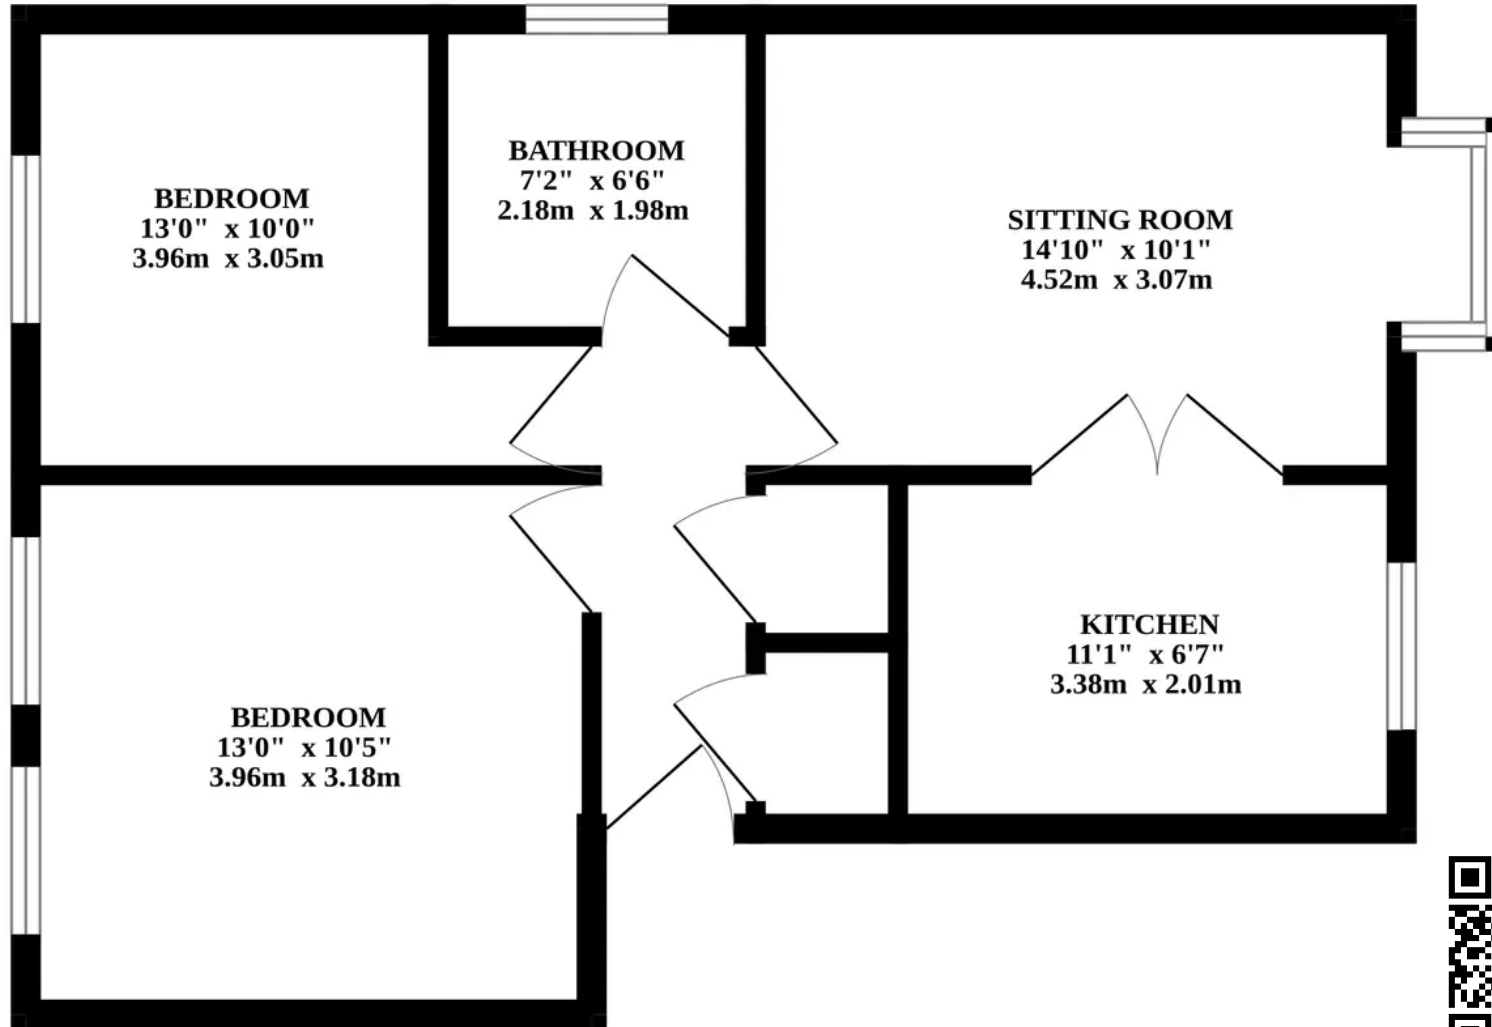 BEDROOM
13'0" x 10'0"
3.96m x 3.05m
BATHROOM
7'2" x 6'6"
2.18m x 1.98m
SITTING ROOM
14'10" x 10'1"
4.52m x 3.07m
BEDROOM
13'0" x 10'5"
3.96m x 3.18m
KITCHEN
11'1" x 6'7"
3.38m x 2.01m